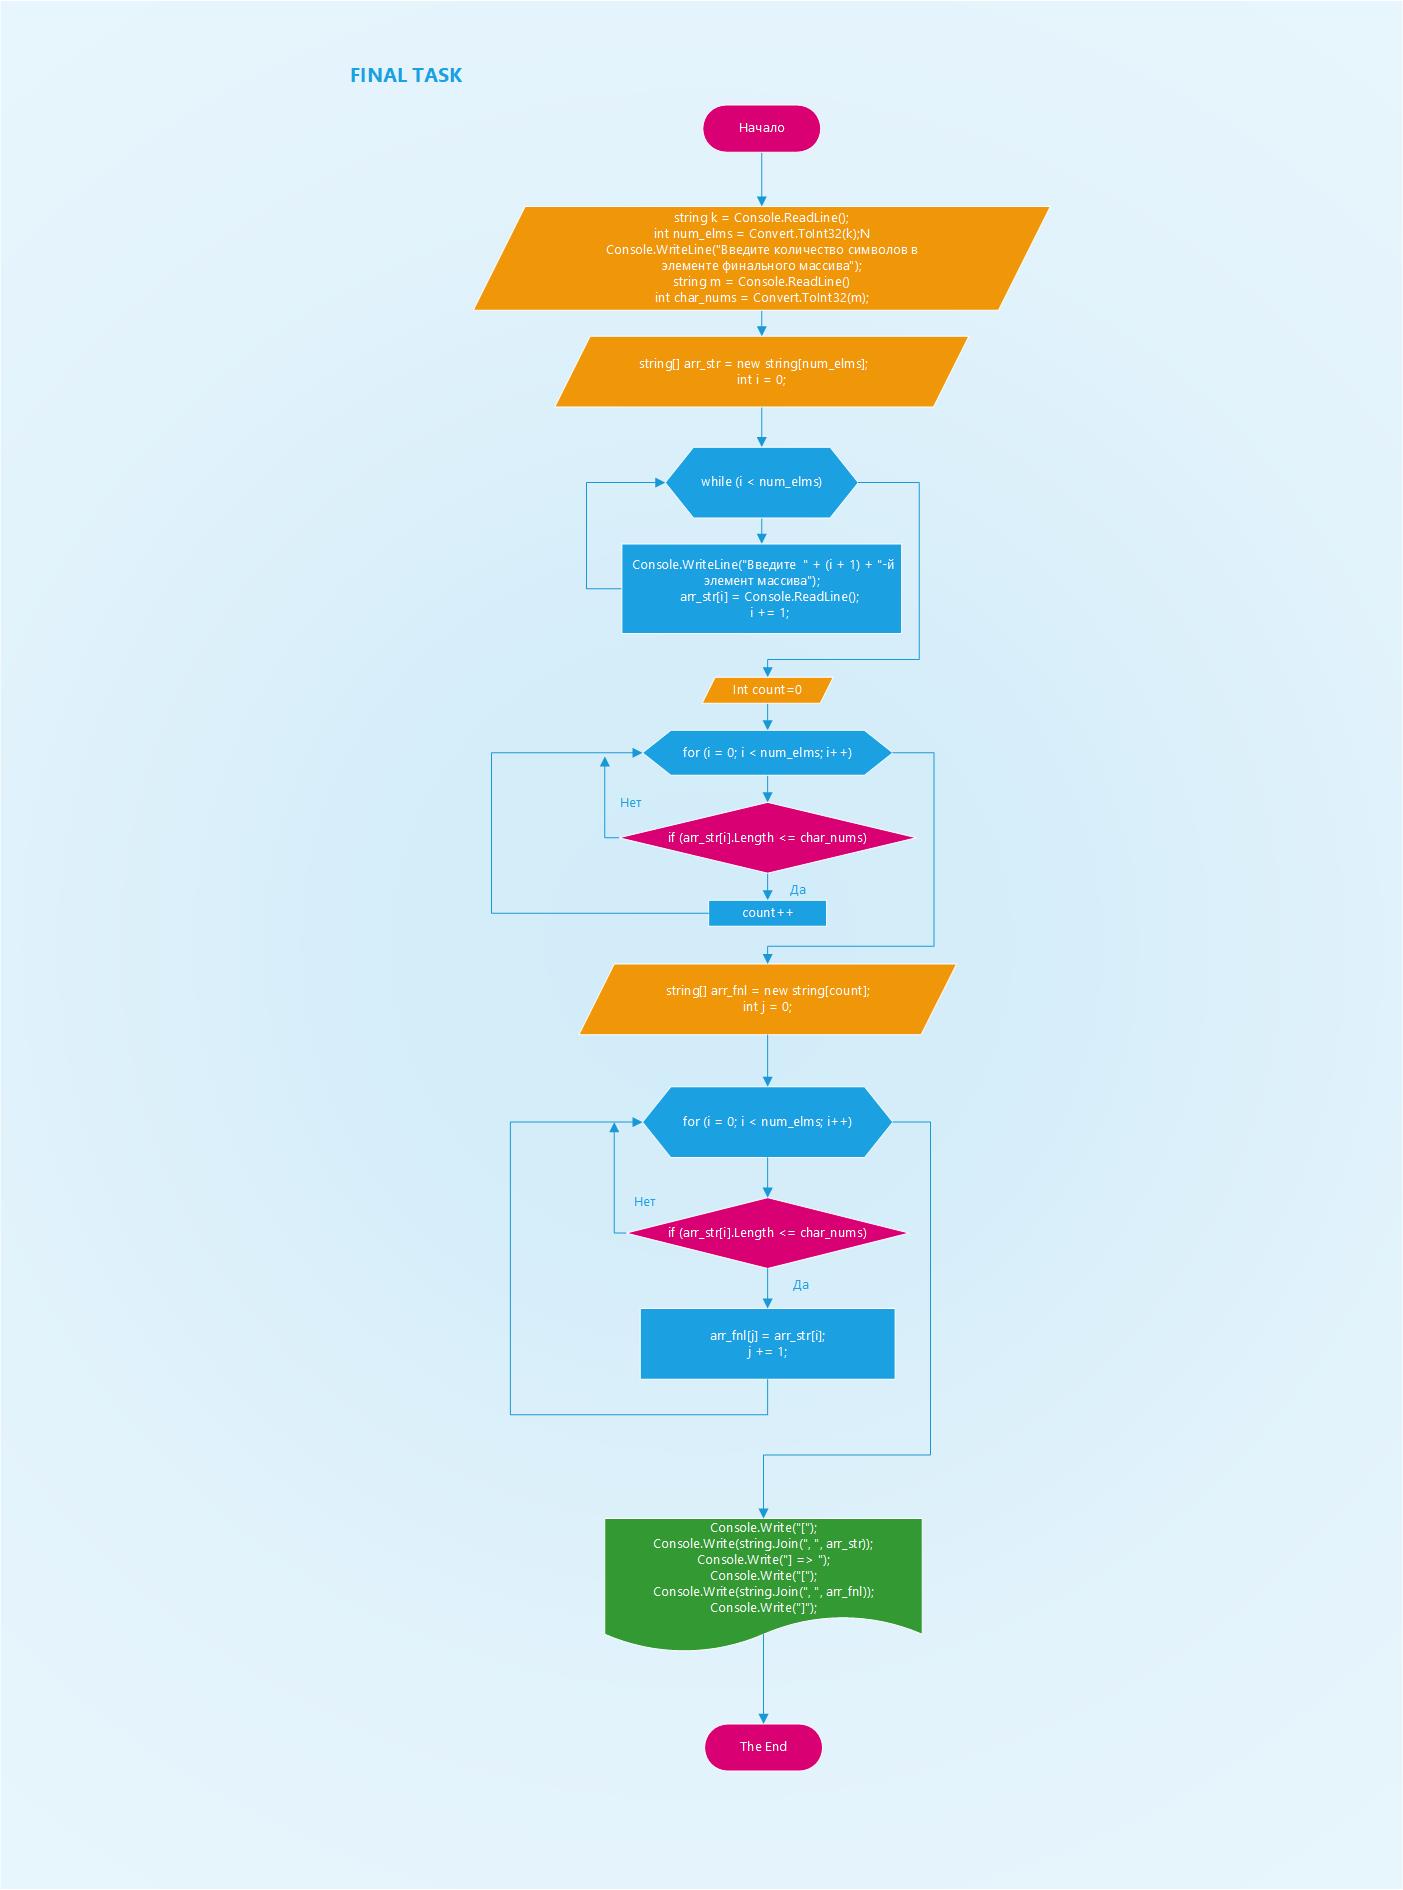 FINAL TASK
Начало
string k = Console.ReadLine();
int num_elms = Convert.ToInt32(k);N
Console.WriteLine("Введите количество символов в
элементе финального массива");
string m = Console.ReadLine()
int char_nums = Convert.ToInt32(m);
string[] arr_str = new string[num_elms];
int i = 0;
while (i < num_elms)
Console.WriteLine("Введите  " + (i + 1) + "-й
элемент массива");
arr_str[i] = Console.ReadLine();
i += 1;
Int count=0
for (i = 0; i < num_elms; i++)
Нет
if (arr_str[i].Length <= char_nums)
Да
count++
string[] arr_fnl = new string[count];
int j = 0;
for (i = 0; i < num_elms; i++)
Нет
if (arr_str[i].Length <= char_nums)
Да
arr_fnl[j] = arr_str[i];
j += 1;
Console.Write("[");
Console.Write(string.Join(", ", arr_str));
Console.Write("] => ");
Console.Write("[");
Console.Write(string.Join(", ", arr_fnl));
Console.Write("]");
The End